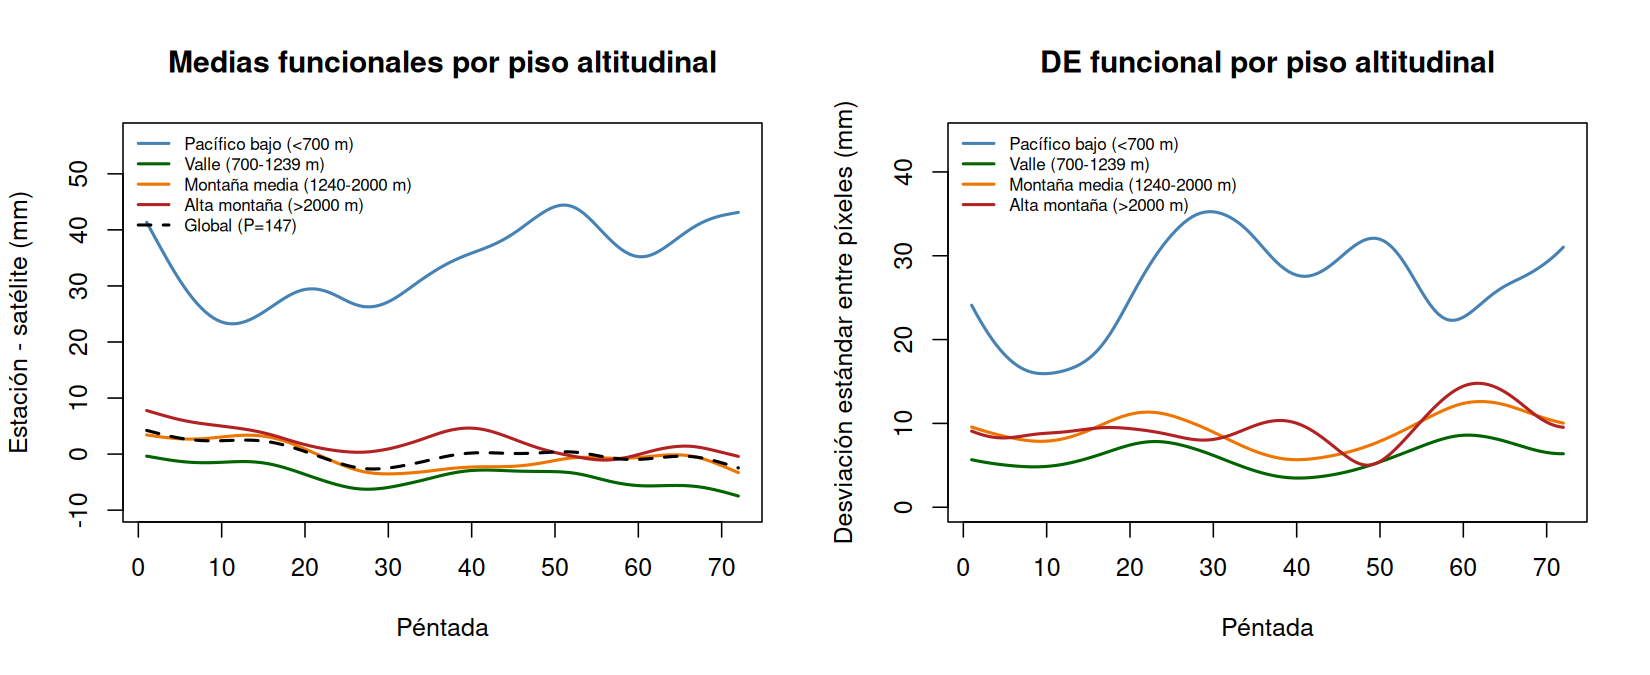 Medias funcionales por piso altitudinal
Estación - satélite (mm)
50
40
30
20
10
0
-10
Pacífico bajo (<700 m)
Valle (700-1239 m)
Montaña media (1240-2000 m)
Alta montaña (>2000 m)
Global (P=147)
0 10 20 30 40 50 60 70
Péntada
DE funcional por piso altitudinal
Desviación estándar entre píxeles (mm)
40
30
20
10
0
Pacífico bajo (<700 m)
Valle (700-1239 m)
Montaña media (1240-2000 m)
Alta montaña (>2000 m)
0 10 20 30 40 50 60 70
Péntada